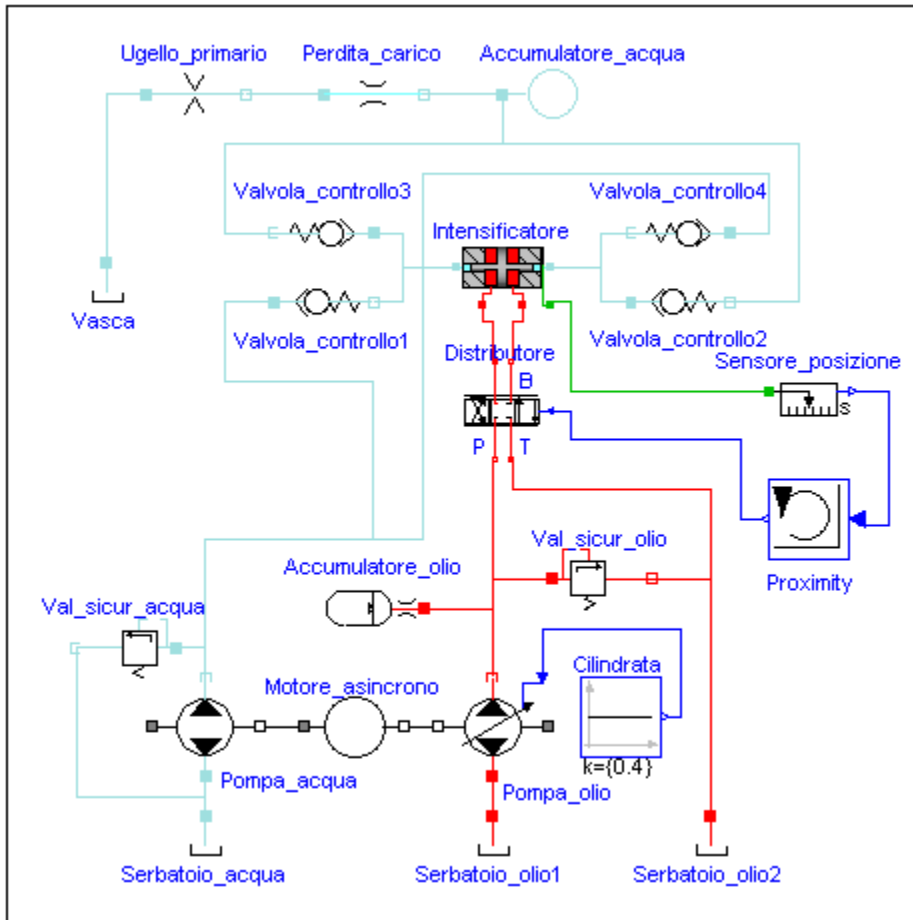 Ugello_primario Perdita_carico Accumulatore_acqua
Valvola_controllo3 Valvola_controllo4
Intensificatore
Vasca Valvola_controllo1 Valvola_controllo2
Distributore Sensore_posizione
B
s
P T
Val_sicur_olio
Accumulatore_olio Proximity
Val_sicur_acqua
Motore_asincrono Cilindrata
k={0.4}
Pompa_acqua Pompa_olio
Serbatoio_acqua Serbatoio_olio1 Serbatoio_olio2